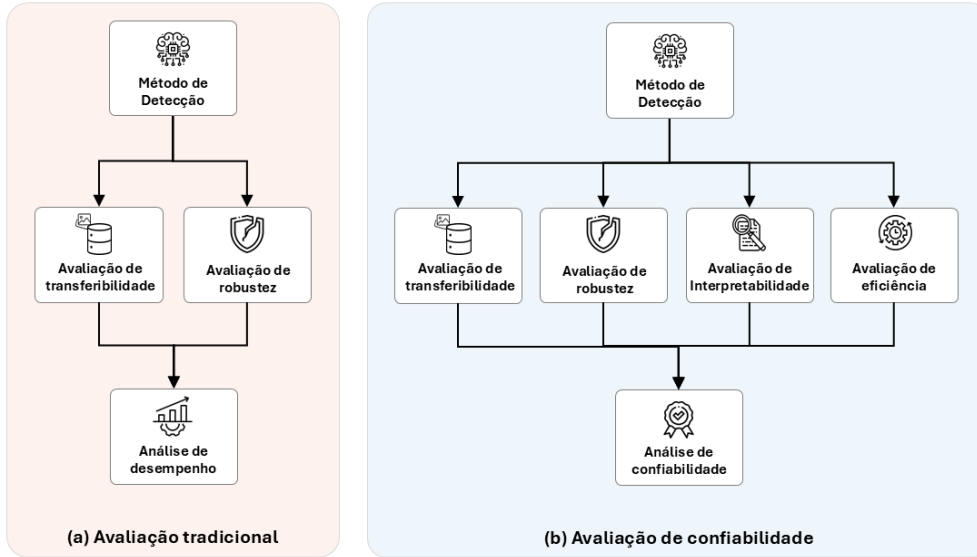 Método de
Detecção
Avaliação de
transferibilidade
Avaliação de
robustez
Análise de
desempenho
(a) Avaliação tradicional
Método de
Detecção
Avaliação de
transferibilidade
Avaliação de
robustez
Avaliação de
Interpretabilidade
Avaliação de
eficiência
Análise de
confiabilidade
(b) Avaliação de confiabilidade